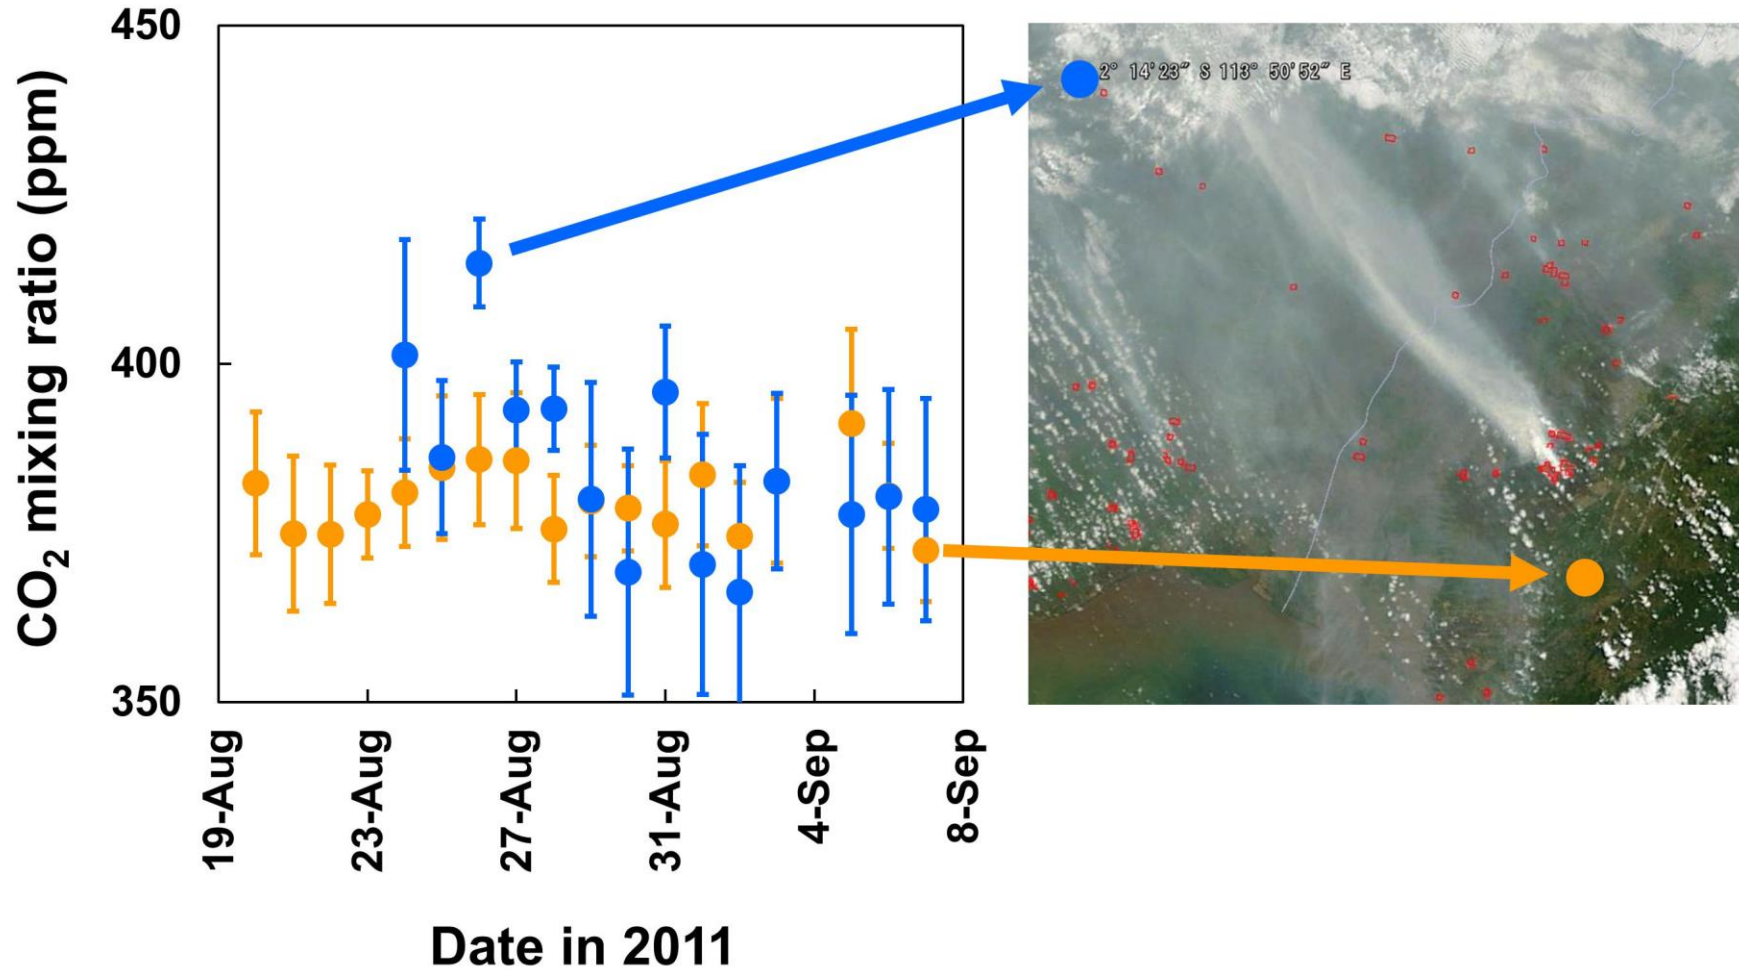 CO₂ mixing ratio (ppm)
450
400
350
19-Aug
23-Aug
27-Aug
31-Aug
4-Sep
8-Sep
Date in 2011
2° 14'23" S 113° 50'52" E